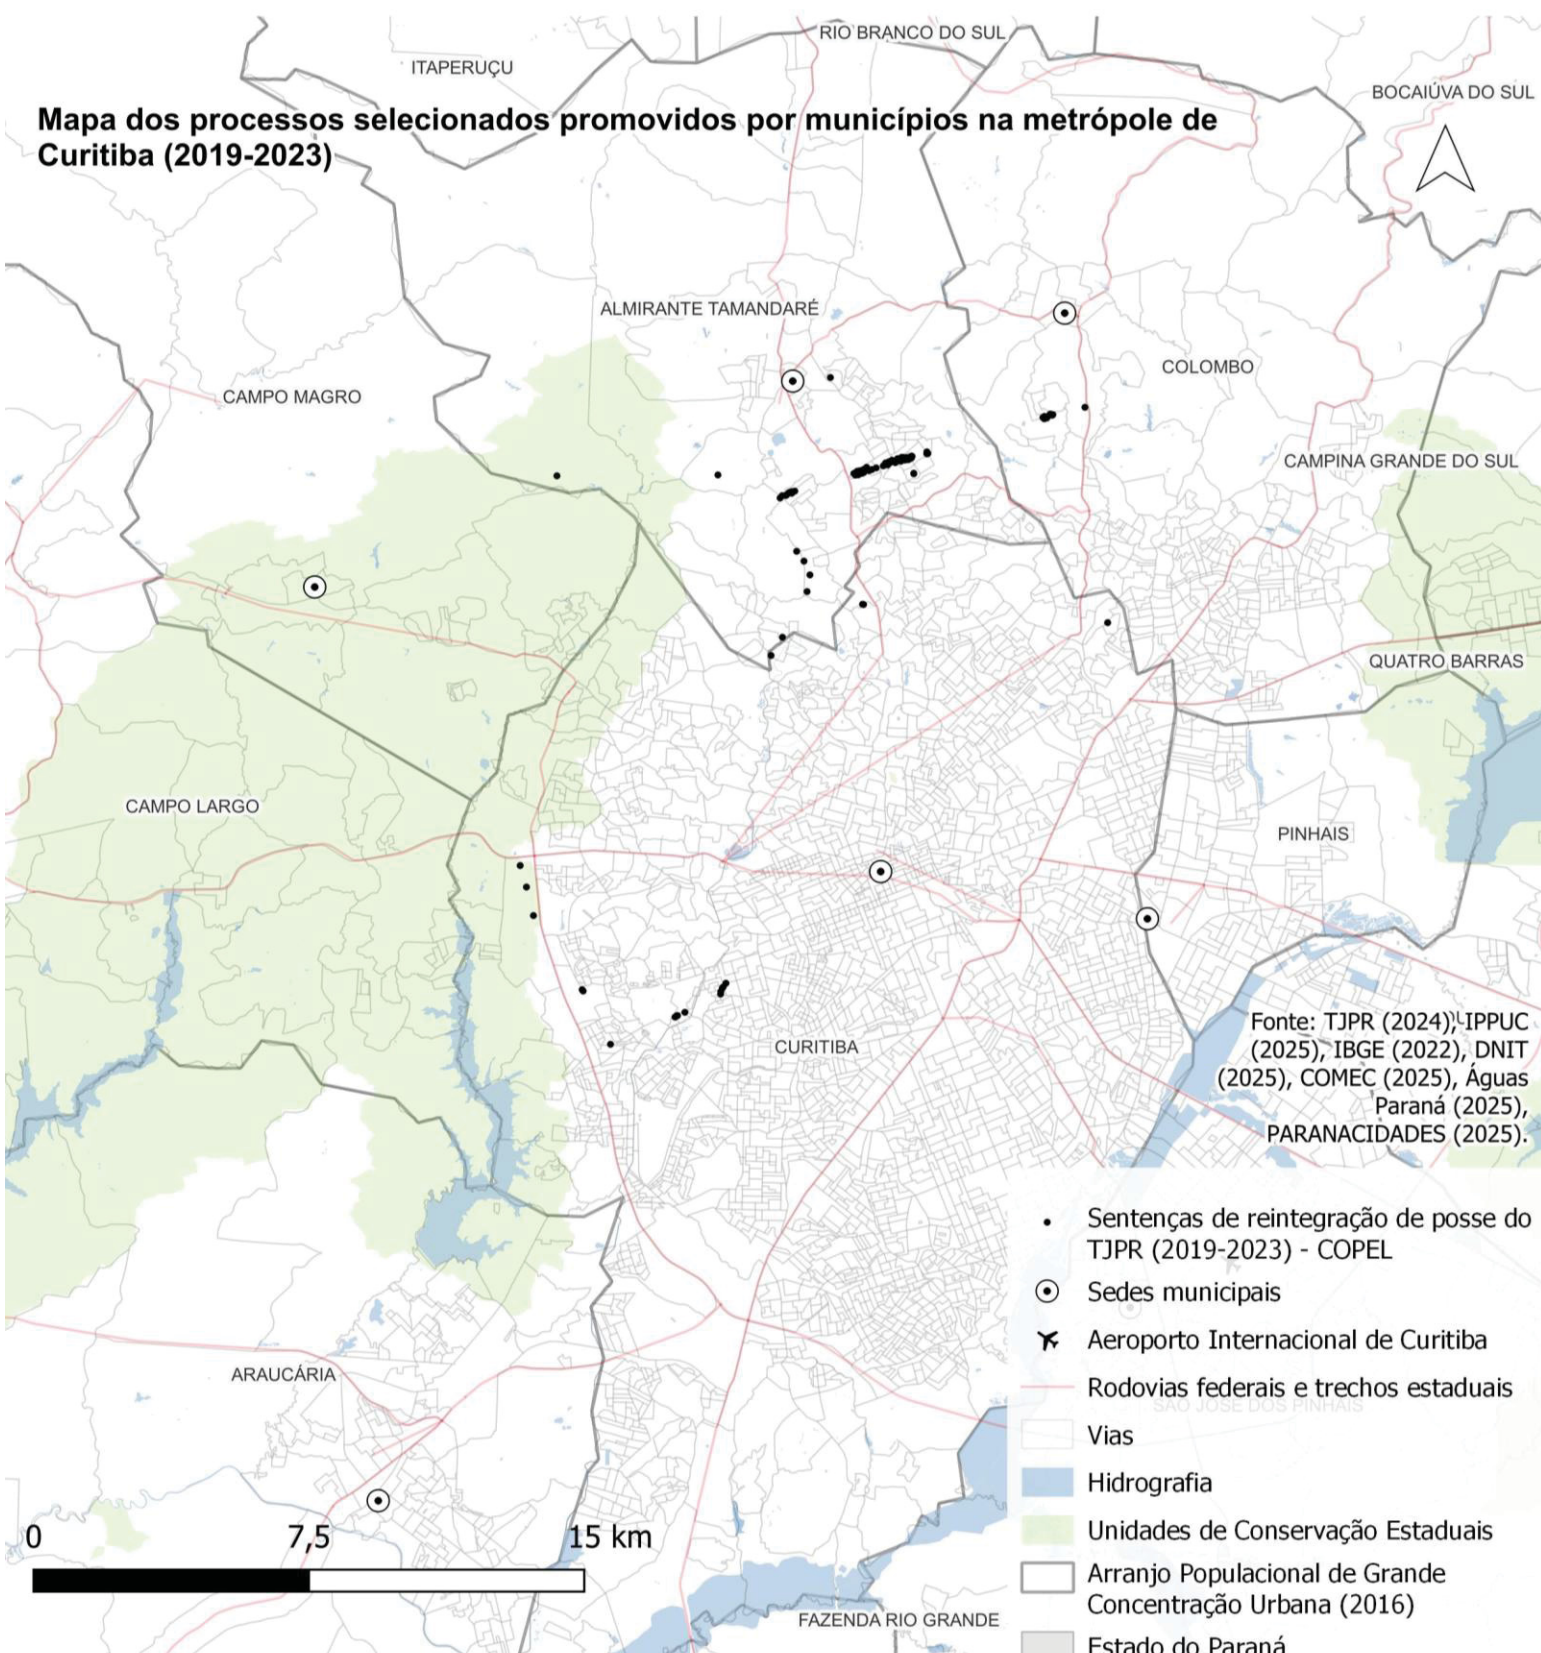 RIO BRANCO DO SUL
ITAPERUÇU
BOCAIÚVA DO SUL
Mapa dos processos selecionados promovidos por municípios na metrópole de
Curitiba (2019-2023)
ALMIRANTE TAMANDARÉ
COLOMBO
CAMPO MAGRO
CAMPINA GRANDE DO SUL
QUATRO BARRAS
CAMPO LARGO
PINHAIS
CURITIBA
Fonte: TJPR (2024), IPPUC
(2025), IBGE (2022), DNIT
(2025), COMEC (2025), Águas
Paraná (2025),
PARANACIDADES (2025).
Sentenças de reintegração de posse do
TJPR (2019-2023) - COPEL
Sedes municipais
Aeroporto Internacional de Curitiba
ARAUCÁRIA
Rodovias federais e trechos estaduais
SÃO JOSÉ DOS PINHAIS
Vias
Hidrografia
Unidades de Conservação Estaduais
0 7,5 15 km
Arranjo Populacional de Grande
Concentração Urbana (2016)
FAZENDA RIO GRANDE
Estado do Paraná